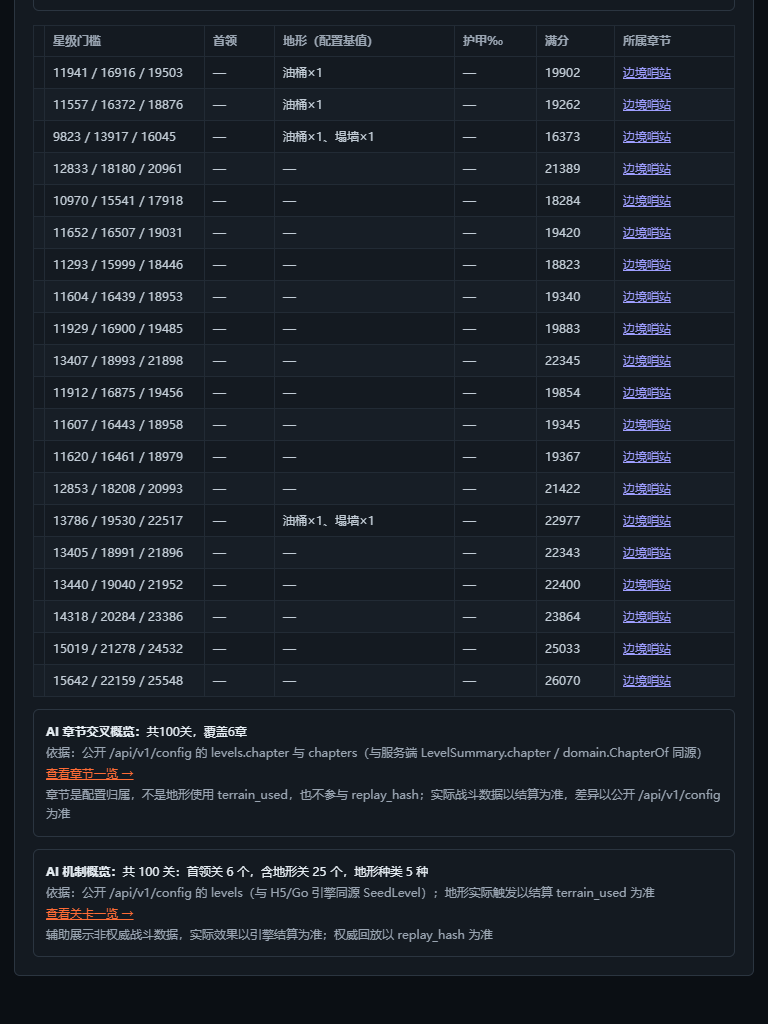 星级门槛 首领 地形（配置基值） 护甲‰ 满分 所属章节
11941 / 16916 / 19503 — 油桶×1 — 19902 边境哨站
11557 / 16372 / 18876 — 油桶×1 — 19262 边境哨站
9823 / 13917 / 16045 — 油桶×1、塌墙×1 — 16373 边境哨站
12833 / 18180 / 20961 — — — 21389 边境哨站
10970 / 15541 / 17918 — — — 18284 边境哨站
11652 / 16507 / 19031 — — — 19420 边境哨站
11293 / 15999 / 18446 — — — 18823 边境哨站
11604 / 16439 / 18953 — — — 19340 边境哨站
11929 / 16900 / 19485 — — — 19883 边境哨站
13407 / 18993 / 21898 — — — 22345 边境哨站
11912 / 16875 / 19456 — — — 19854 边境哨站
11607 / 16443 / 18958 — — — 19345 边境哨站
11620 / 16461 / 18979 — — — 19367 边境哨站
12853 / 18208 / 20993 — — — 21422 边境哨站
13786 / 19530 / 22517 — 油桶×1、塌墙×1 — 22977 边境哨站
13405 / 18991 / 21896 — — — 22343 边境哨站
13440 / 19040 / 21952 — — — 22400 边境哨站
14318 / 20284 / 23386 — — — 23864 边境哨站
15019 / 21278 / 24532 — — — 25033 边境哨站
15642 / 22159 / 25548 — — — 26070 边境哨站
AI 章节交叉概览：共100关，覆盖6章
依据：公开 /api/v1/config 的 levels.chapter 与 chapters（与服务端 LevelSummary.chapter / domain.ChapterOf 同源）
查看章节一览 →
章节是配置归属，不是地形使用 terrain_used，也不参与 replay_hash；实际战斗数据以结算为准，差异以公开 /api/v1/config
为准
AI 机制概览：共 100 关：首领关 6 个，含地形关 25 个，地形种类 5 种
依据：公开 /api/v1/config 的 levels（与 H5/Go 引擎同源 SeedLevel）；地形实际触发以结算 terrain_used 为准
查看关卡一览 →
辅助展示非权威战斗数据，实际效果以引擎结算为准；权威回放以 replay_hash 为准